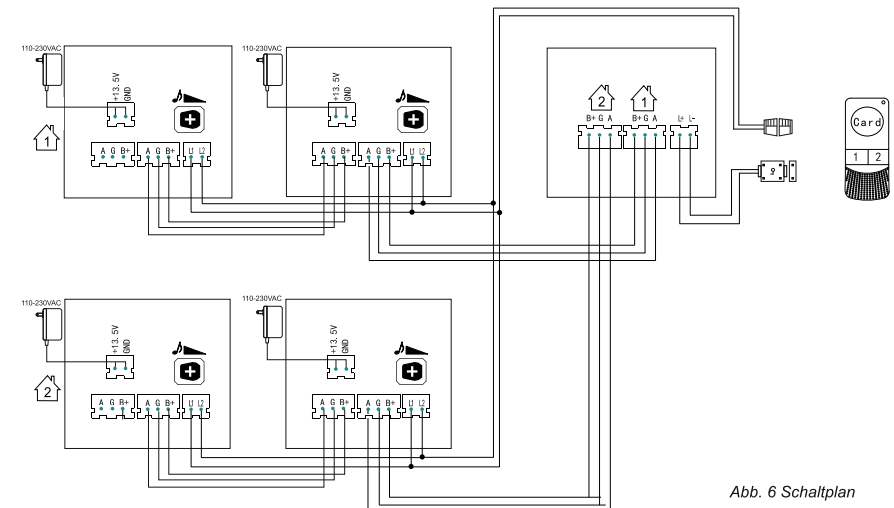 110-230VAC
+13.5V
GND
1
A G B+
A G B+
L1 L2
110-230VAC
+13.5V
GND
A G B+
A G B+
L1 L2
2
1
B+ G A
B+ G A
L+ L-
Card
1 2
110-230VAC
+13.5V
GND
2
A G B+
A G B+
L1 L2
110-230VAC
+13.5V
GND
A G B+
A G B+
L1 L2
Abb. 6 Schaltplan